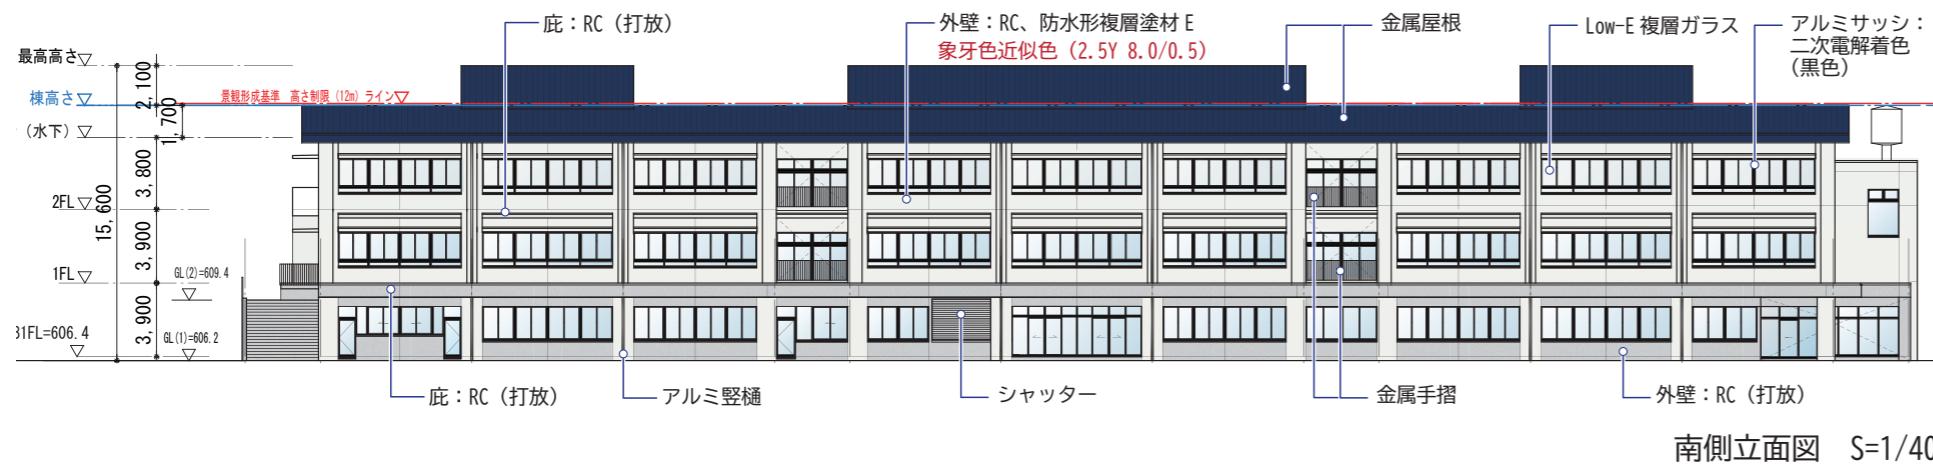 庇：RC（打放）
外壁：RC、防水形複層塗材 E
象牙色近似色（2.5Y 8.0/0.5）
金属屋根
Low-E 複層ガラス
アルミサッシ：
二次電解着色
（黒色）
最高高さ
棟高さ
景観形成基準 高さ制限（12m）ライン
（水下）
2,100
1,700
3,800
2FL
15,600
3,900
1FL
GL(2)=609.4
3,900
31FL=606.4
GL(1)=606.2
庇：RC（打放）
アルミ竪樋
シャッター
金属手摺
外壁：RC（打放）
南側立面図 S=1/40